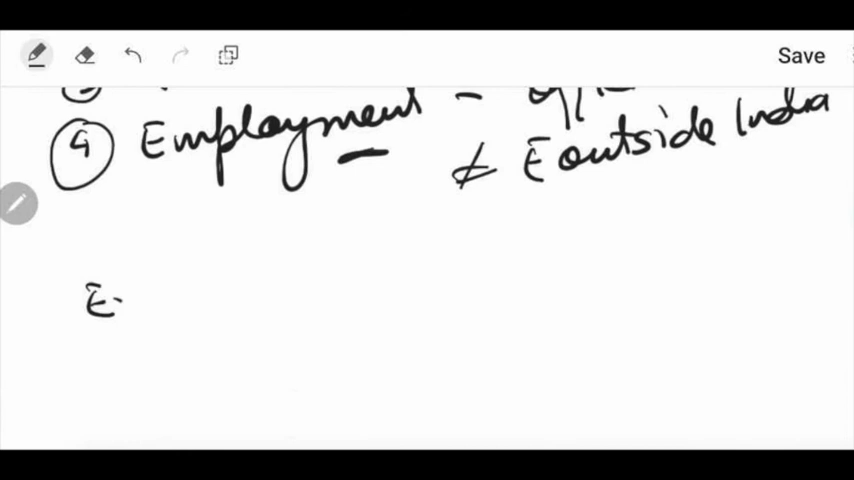 Save
④ Employment -
& E outside India
E.